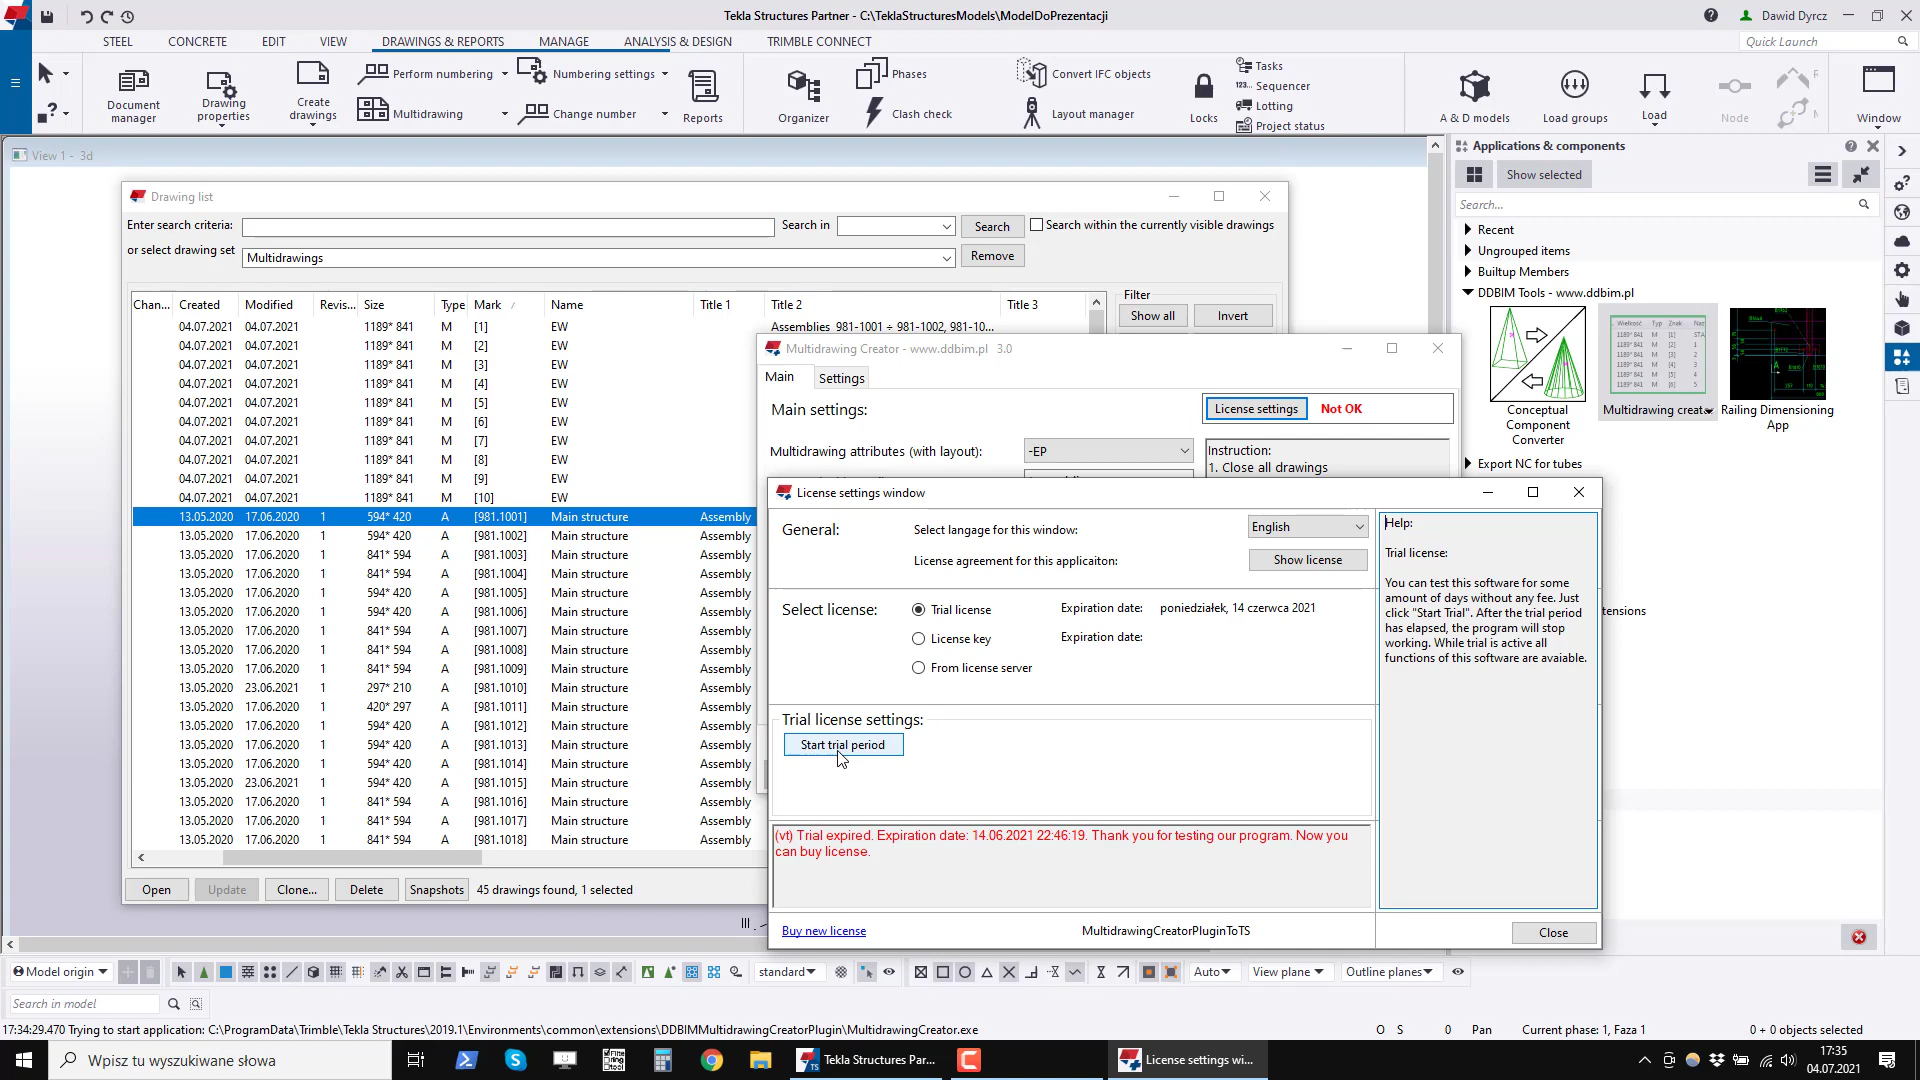 Tekla Structures Partner - C:\TeklaStructuresModels\ModelDoPrezentacji
Dawid Dyrcz
STEEL CONCRETE EDIT VIEW DRAWINGS & REPORTS MANAGE ANALYSIS & DESIGN TRIMBLE CONNECT
Quick Launch
Document manager
Drawing properties
Create drawings
Perform numbering
Multidrawing
Numbering settings
Change number
Reports
Organizer
Phases
Clash check
Convert IFC objects
Layout manager
Locks
Tasks
Sequencer
Lotting
Project status
A & D models
Load groups
Load
Node
Window
View 1 - 3d
Drawing list
Enter search criteria:
Search in
Search
Search within the currently visible drawings
or select drawing set
Multidrawings
Remove
Chan... Created Modified Revis... Size Type Mark Name Title 1 Title 2 Title 3
04.07.2021 04.07.2021 1189* 841 M [1] EW Assemblies 981-1001 ÷ 981-1002, 981-10...
04.07.2021 04.07.2021 1189* 841 M [2] EW
04.07.2021 04.07.2021 1189* 841 M [3] EW
04.07.2021 04.07.2021 1189* 841 M [4] EW
04.07.2021 04.07.2021 1189* 841 M [5] EW
04.07.2021 04.07.2021 1189* 841 M [6] EW
04.07.2021 04.07.2021 1189* 841 M [7] EW
04.07.2021 04.07.2021 1189* 841 M [8] EW
04.07.2021 04.07.2021 1189* 841 M [9] EW
04.07.2021 04.07.2021 1189* 841 M [10] EW
13.05.2020 17.06.2020 1 594* 420 A [981.1001] Main structure Assembly
13.05.2020 17.06.2020 1 594* 420 A [981.1002] Main structure Assembly
13.05.2020 17.06.2020 1 841* 594 A [981.1003] Main structure Assembly
13.05.2020 17.06.2020 1 841* 594 A [981.1004] Main structure Assembly
13.05.2020 17.06.2020 1 594* 420 A [981.1005] Main structure Assembly
13.05.2020 17.06.2020 1 594* 420 A [981.1006] Main structure Assembly
13.05.2020 17.06.2020 1 841* 594 A [981.1007] Main structure Assembly
13.05.2020 17.06.2020 1 841* 594 A [981.1008] Main structure Assembly
13.05.2020 17.06.2020 1 841* 594 A [981.1009] Main structure Assembly
13.05.2020 23.06.2021 1 297* 210 A [981.1010] Main structure Assembly
13.05.2020 17.06.2020 1 420* 297 A [981.1011] Main structure Assembly
13.05.2020 17.06.2020 1 594* 420 A [981.1012] Main structure Assembly
13.05.2020 17.06.2020 1 594* 420 A [981.1013] Main structure Assembly
13.05.2020 17.06.2020 1 594* 420 A [981.1014] Main structure Assembly
13.05.2020 23.06.2021 1 594* 420 A [981.1015] Main structure Assembly
13.05.2020 17.06.2020 1 841* 594 A [981.1016] Main structure Assembly
13.05.2020 17.06.2020 1 841* 594 A [981.1017] Main structure Assembly
13.05.2020 17.06.2020 1 841* 594 A [981.1018] Main structure Assembly
Filter
Show all
Invert
Open
Update
Clone...
Delete
Snapshots
45 drawings found, 1 selected
Multidrawing Creator - www.ddbim.pl 3.0
Main
Settings
Main settings:
License settings
Not OK
Multidrawing attributes (with layout):
-EP
Instruction:
1. Close all drawings
License settings window
General:
Select langage for this window:
English
License agreement for this applicaiton:
Show license
Select license:
Trial license
Expiration date: poniedziałek, 14 czerwca 2021
License key
Expiration date:
From license server
Trial license settings:
Start trial period
(vt) Trial expired. Expiration date: 14.06.2021 22:46:19. Thank you for testing our program. Now you
can buy license.
Buy new license
MultidrawingCreatorPluginToTS
Help:
Trial license:
You can test this software for some
amount of days without any fee. Just
click "Start Trial". After the trial period
has elapsed, the program will stop
working. While trial is active all
functions of this software are avaiable.
Close
Applications & components
Show selected
Search...
Recent
Ungrouped items
Builtup Members
DDBIM Tools - www.ddbim.pl
Conceptual Component Converter
Multidrawing creat...
Railing Dimensioning App
Export NC for tubes
tensions
Model origin
standard
Auto
View plane
Outline planes
Search in model
17:34:29.470 Trying to start application: C:\ProgramData\Trimble\Tekla Structures\2019.1\Environments\common\extensions\DDBIMMultidrawingCreatorPlugin\MultidrawingCreator.exe
O S 0 Pan Current phase: 1, Faza 1 0 + 0 objects selected
Wpisz tu wyszukiwane słowa
Tekla Structures Par...
License settings wi...
17:35
04.07.2021